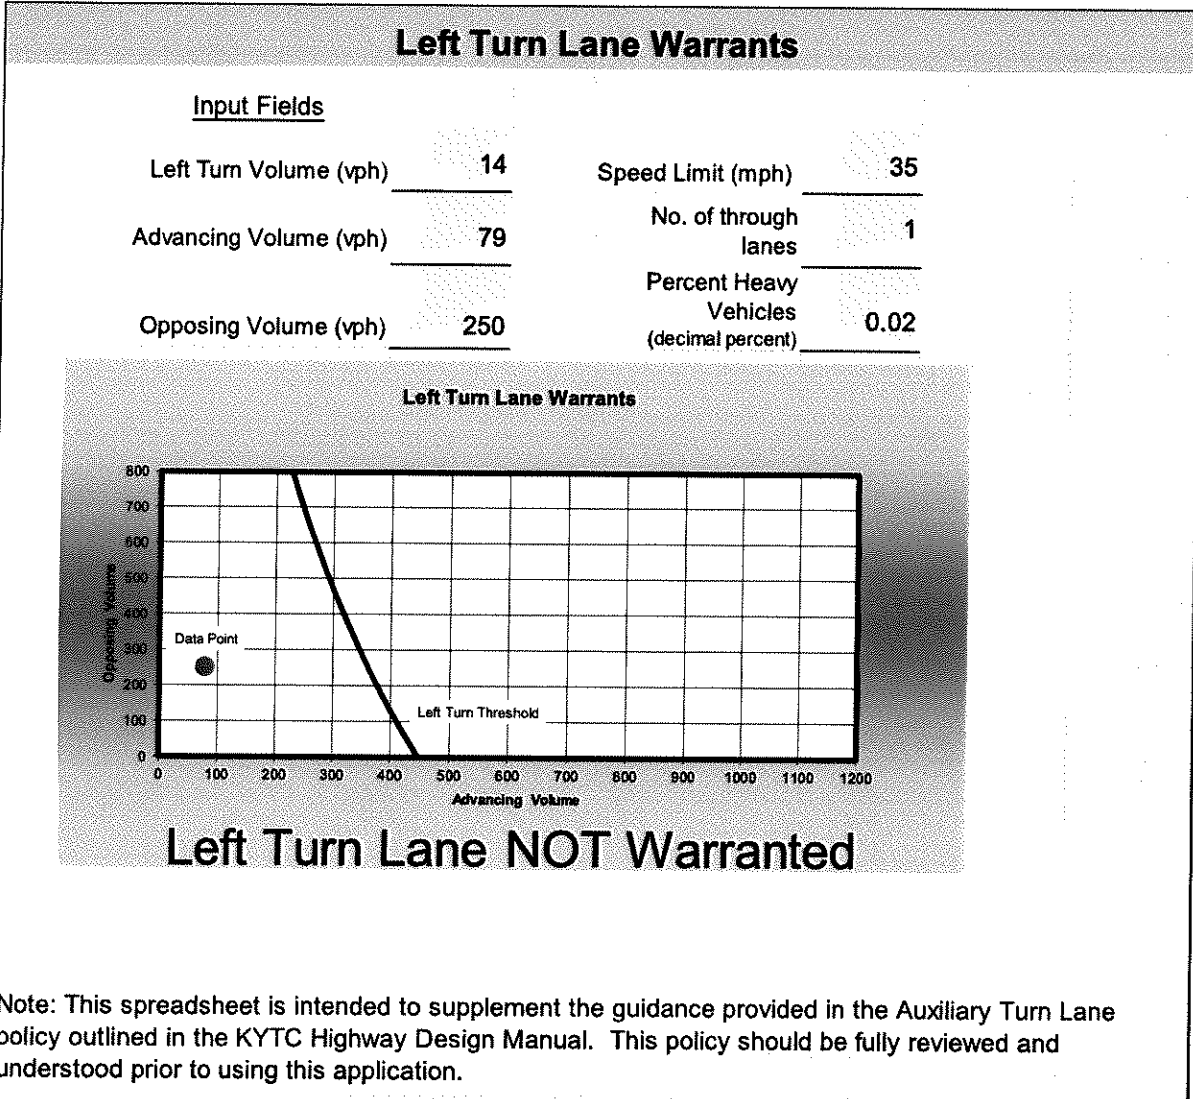 Left Turn Lane Warrants
Input Fields
Left Turn Volume (vph) 14
Speed Limit (mph) 35
Advancing Volume (vph) 79
No. of through
lanes 1
Opposing Volume (vph) 250
Percent Heavy
Vehicles
(decimal percent) 0.02
Left Turn Lane Warrants
800
700
600
500
400
300
200
100
0
Opposing Volume
Data Point
Left Turn Threshold
0 100 200 300 400 500 600 700 800 900 1000 1100 1200
Advancing Volume
Left Turn Lane NOT Warranted
Note: This spreadsheet is intended to supplement the guidance provided in the Auxiliary Turn Lane
policy outlined in the KYTC Highway Design Manual. This policy should be fully reviewed and
understood prior to using this application.